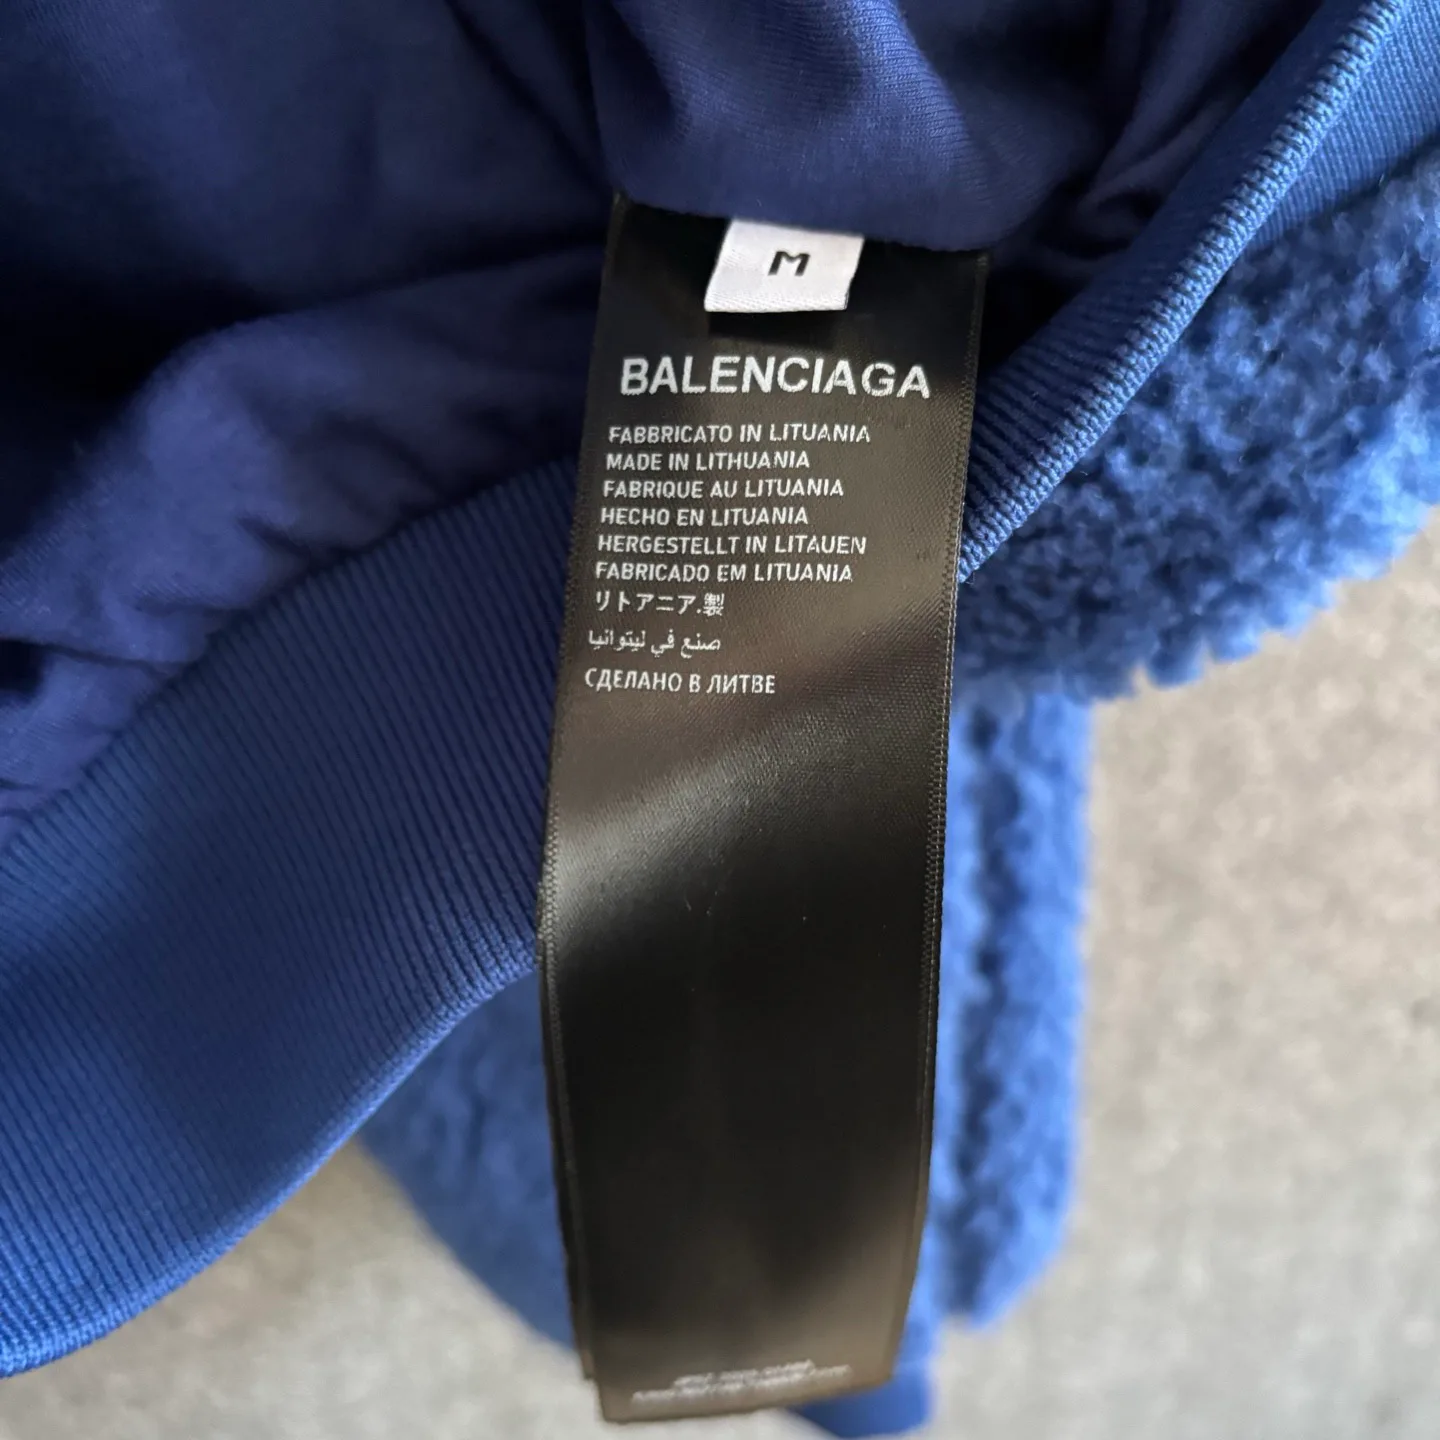 M
BALENCIAGA
FABBRICATO IN LITUANIA
MADE IN LITHUANIA
FABRIQUE AU LITUANIA
HECHO EN LITUANIA
HERGESTELLT IN LITAUEN
FABRICADO EM LITUANIA
リトアニア.製
صنع في ليتوانيا
СДЕЛАНО В ЛИТВЕ